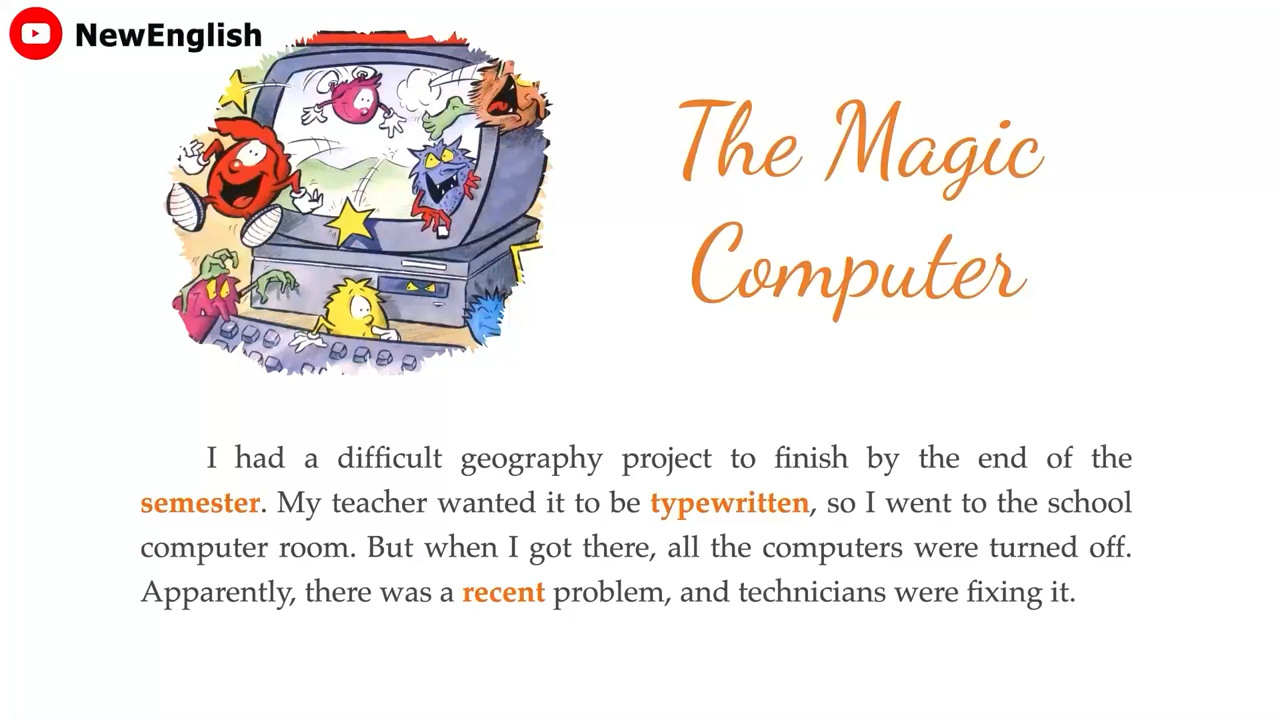 NewEnglish
The Magic
Computer
I had a difficult geography project to finish by the end of the
semester. My teacher wanted it to be typewritten, so I went to the school
computer room. But when I got there, all the computers were turned off.
Apparently, there was a recent problem, and technicians were fixing it.